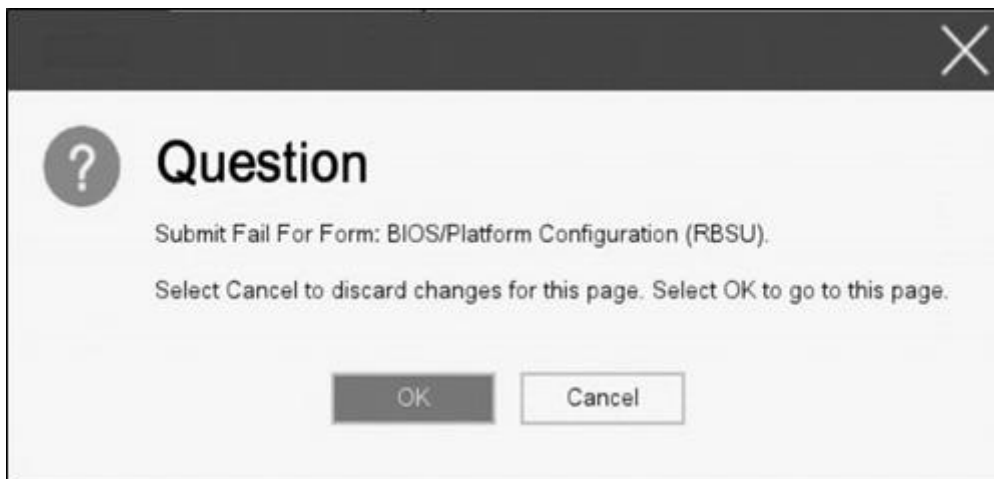 ?
Question
Submit Fail For Form: BIOS/Platform Configuration (RBSU).
Select Cancel to discard changes for this page. Select OK to go to this page.
OK
Cancel